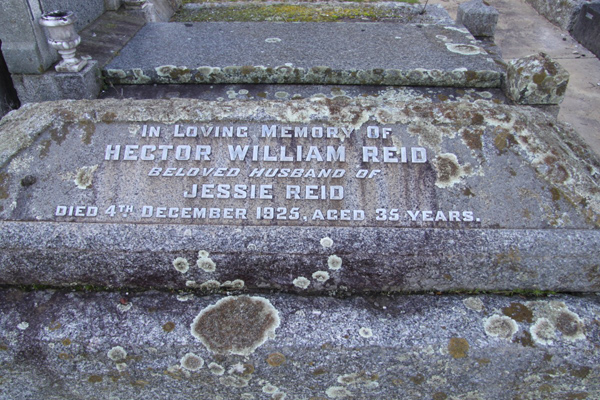 In Loving Memory Of
HECTOR WILLIAM REID
BELOVED HUSBAND OF
JESSIE REID
DIED 4TH DECEMBER 1925, AGED 35 YEARS.